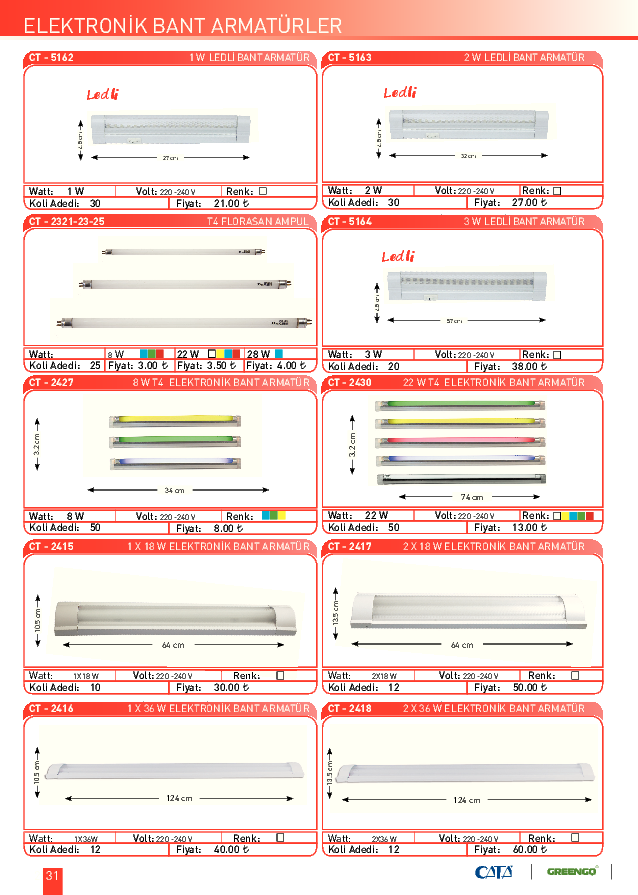 ELEKTRONİK BANT ARMATÜRLER
CT - 5162 1 W LEDLİ BANT ARMATÜR
Ledli
4.8 cm
27 cm
Watt: 1 W Volt: 220 -240 V Renk:
Koli Adedi: 30 Fiyat: 21.00 ₺
CT - 5163 2 W LEDLİ BANT ARMATÜR
Ledli
4.8 cm
32 cm
Watt: 2 W Volt: 220 -240 V Renk:
Koli Adedi: 30 Fiyat: 27.00 ₺
CT - 2321-23-25 T4 FLORASAN AMPUL
Watt: 8 W 22 W 28 W
Koli Adedi: 25 Fiyat: 3.00 ₺ Fiyat: 3.50 ₺ Fiyat: 4.00 ₺
CT - 5164 3 W LEDLİ BANT ARMATÜR
Ledli
4.8 cm
57 cm
Watt: 3 W Volt: 220 -240 V Renk:
Koli Adedi: 20 Fiyat: 38.00 ₺
CT - 2427 8 W T4 ELEKTRONİK BANT ARMATÜR
3.2 cm
34 cm
Watt: 8 W Volt: 220 -240 V Renk:
Koli Adedi: 50 Fiyat: 8.00 ₺
CT - 2430 22 W T4 ELEKTRONİK BANT ARMATÜR
3.2 cm
74 cm
Watt: 22 W Volt: 220 -240 V Renk:
Koli Adedi: 50 Fiyat: 13.00 ₺
CT - 2415 1 X 18 W ELEKTRONİK BANT ARMATÜR
10.5 cm
64 cm
Watt: 1X18 W Volt: 220 -240 V Renk:
Koli Adedi: 10 Fiyat: 30.00 ₺
CT - 2417 2 X 18 W ELEKTRONİK BANT ARMATÜR
13.5 cm
64 cm
Watt: 2X18 W Volt: 220 -240 V Renk:
Koli Adedi: 12 Fiyat: 50.00 ₺
CT - 2416 1 X 36 W ELEKTRONİK BANT ARMATÜR
10.5 cm
124 cm
Watt: 1X36W Volt: 220 -240 V Renk:
Koli Adedi: 12 Fiyat: 40.00 ₺
CT - 2418 2 X 36 W ELEKTRONİK BANT ARMATÜR
13.5 cm
124 cm
Watt: 2X36 W Volt: 220 -240 V Renk:
Koli Adedi: 12 Fiyat: 60.00 ₺
31
CATA GREENGO